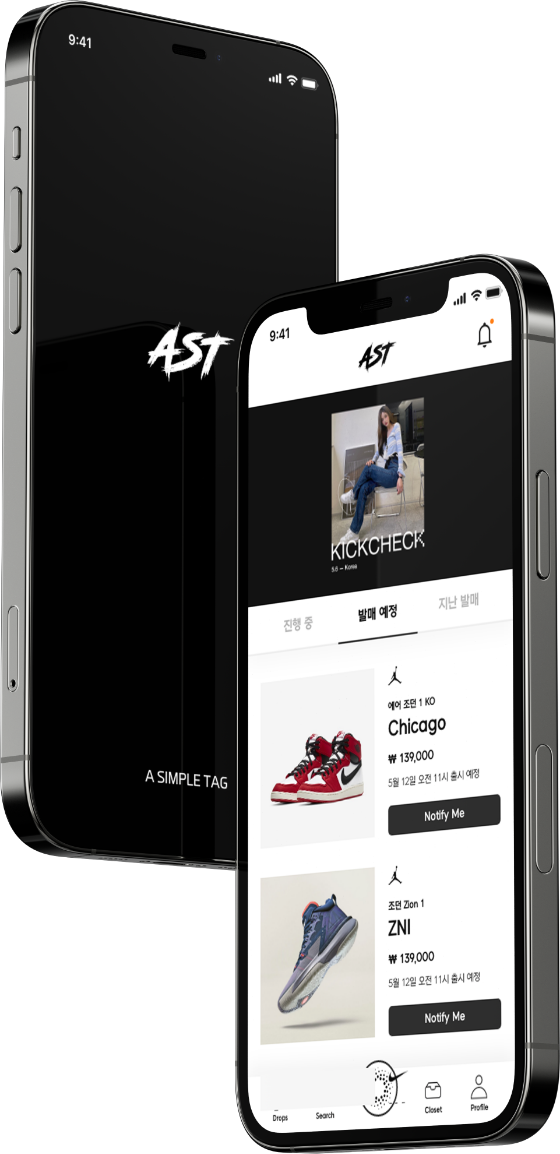 9:41
AST
A SIMPLE TAG
9:41
AST
KICKCHECK
5.6 — Korea
진행 중
발매 예정
지난 발매
에어 조던 1 KO
Chicago
₩ 139,000
5월 12일 오전 11시 출시 예정
Notify Me
조던 Zion 1
ZNI
₩ 139,000
5월 12일 오전 11시 출시 예정
Notify Me
Drops
Search
Closet
Profile